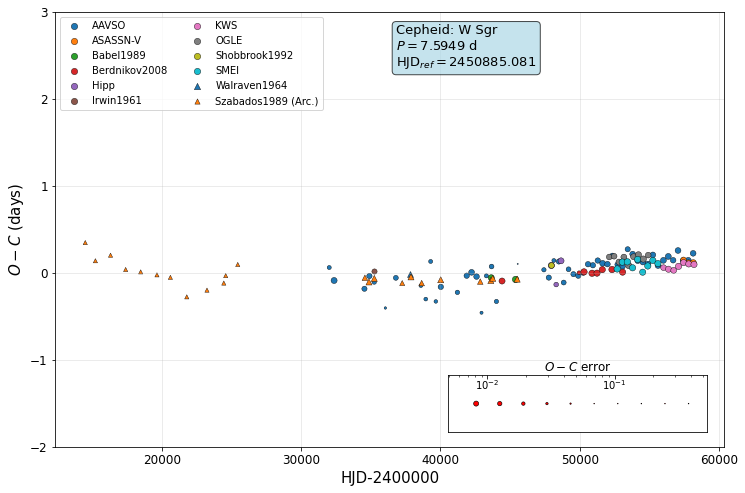 AAVSO
ASASSN-V
Babel1989
Berdnikov2008
Hipp
Irwin1961
KWS
OGLE
Shobbrook1992
SMEI
Walraven1964
Szabados1989 (Arc.)
Cepheid: W Sgr
P = 7.5949 d
HJD_ref = 2450885.081
3
2
1
0
−1
−2
O − C (days)
O − C error
10^−2 10^−1
20000 30000 40000 50000 60000
HJD-2400000